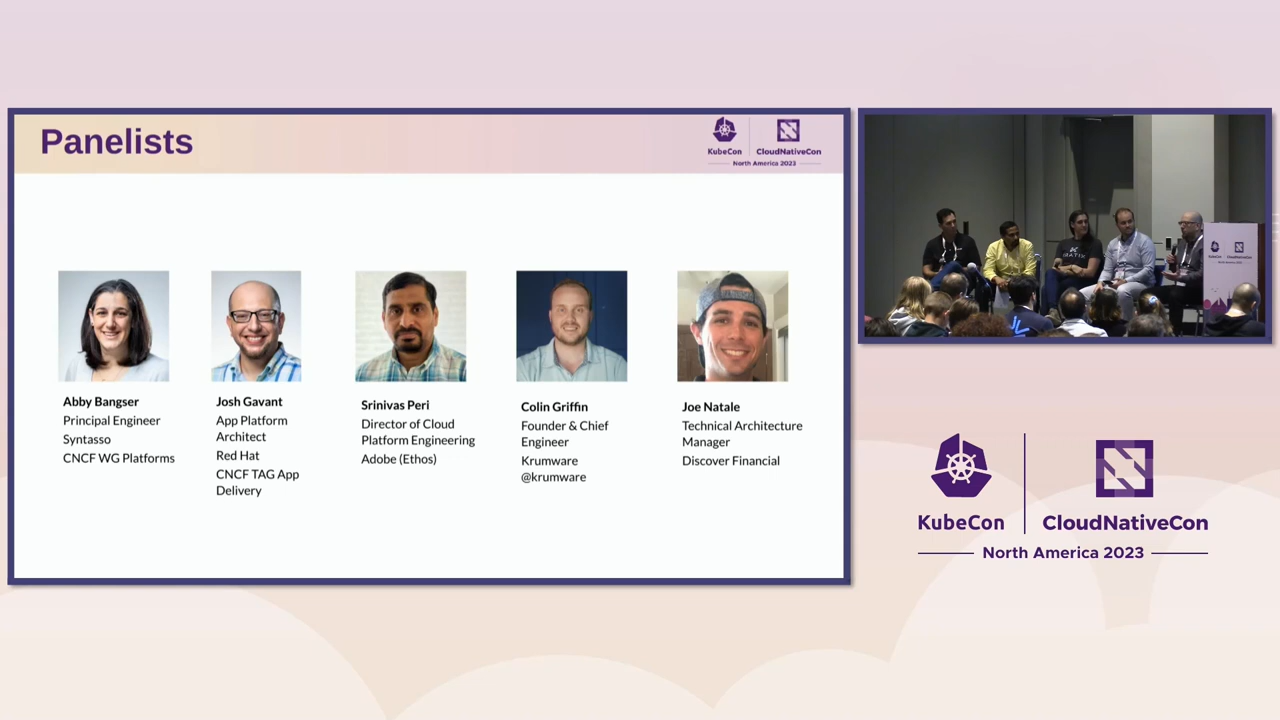 Panelists
KubeCon
CloudNativeCon
North America 2023
Abby Bangser
Principal Engineer
Syntasso
CNCF WG Platforms
Josh Gavant
App Platform
Architect
Red Hat
CNCF TAG App
Delivery
Srinivas Peri
Director of Cloud
Platform Engineering
Adobe (Ethos)
Colin Griffin
Founder & Chief
Engineer
Krumware
@krumware
Joe Natale
Technical Architecture
Manager
Discover Financial
KubeCon
CloudNativeCon
North America 2023